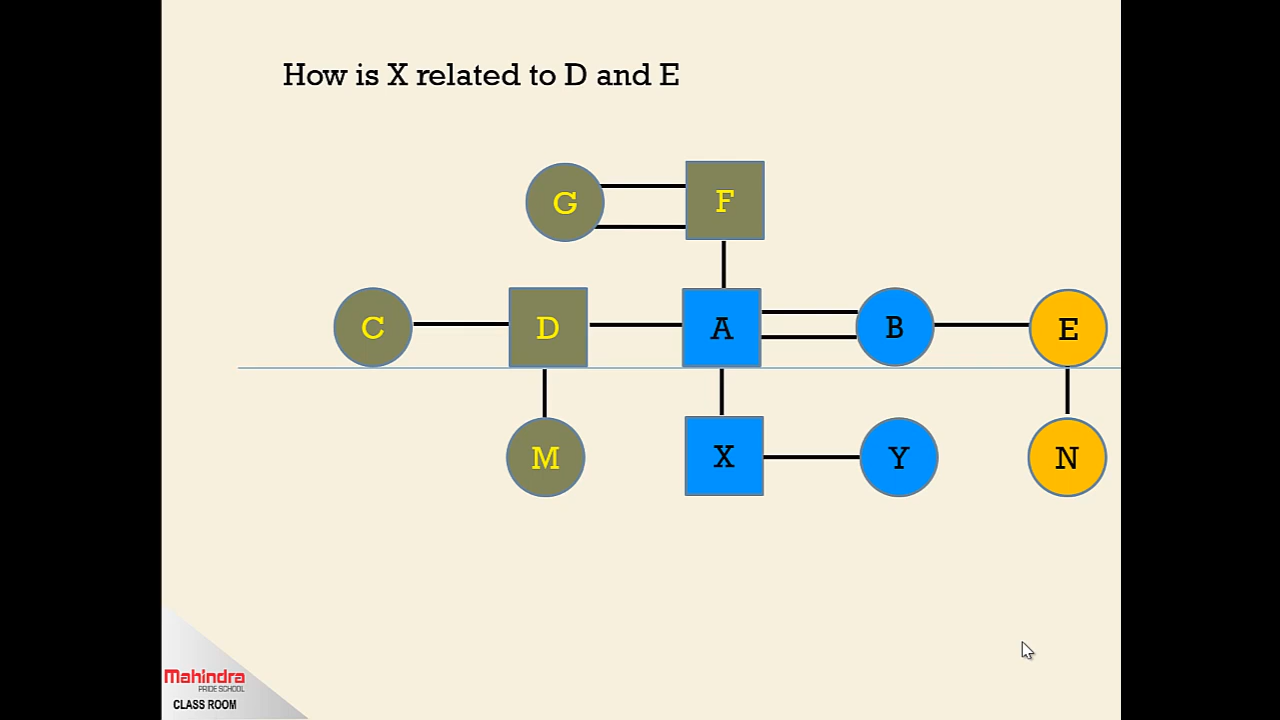 How is X related to D and E
G F
C D A B E
M X Y N
Mahindra
PRIDE SCHOOL
CLASS ROOM